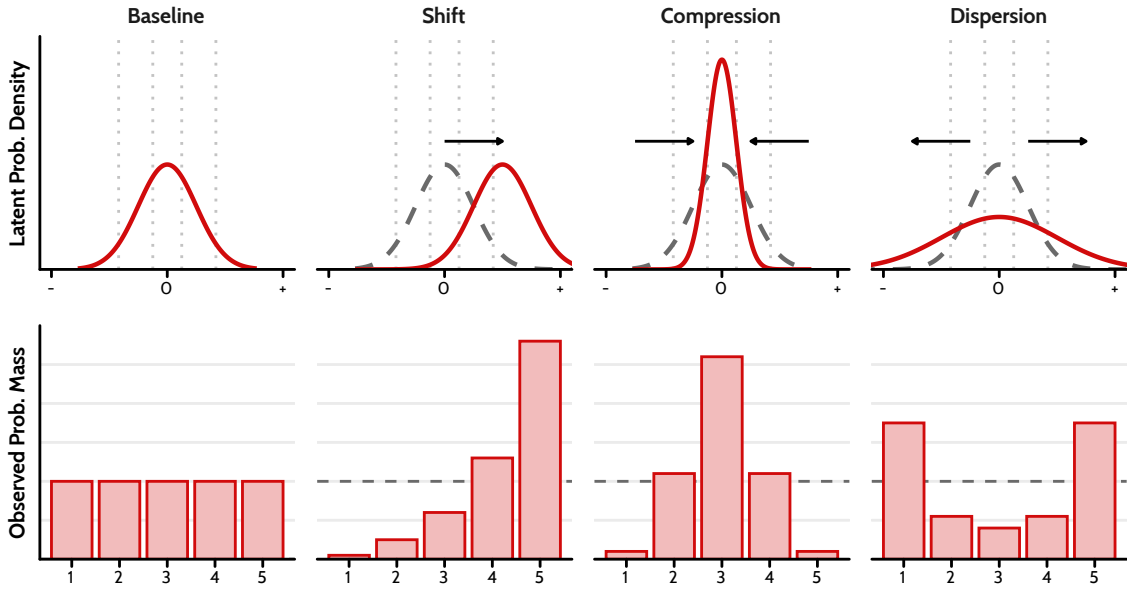 Baseline
Shift
Compression
Dispersion
Latent Prob. Density
- 0 +
- 0 +
- 0 +
- 0 +
Observed Prob. Mass
1 2 3 4 5
1 2 3 4 5
1 2 3 4 5
1 2 3 4 5